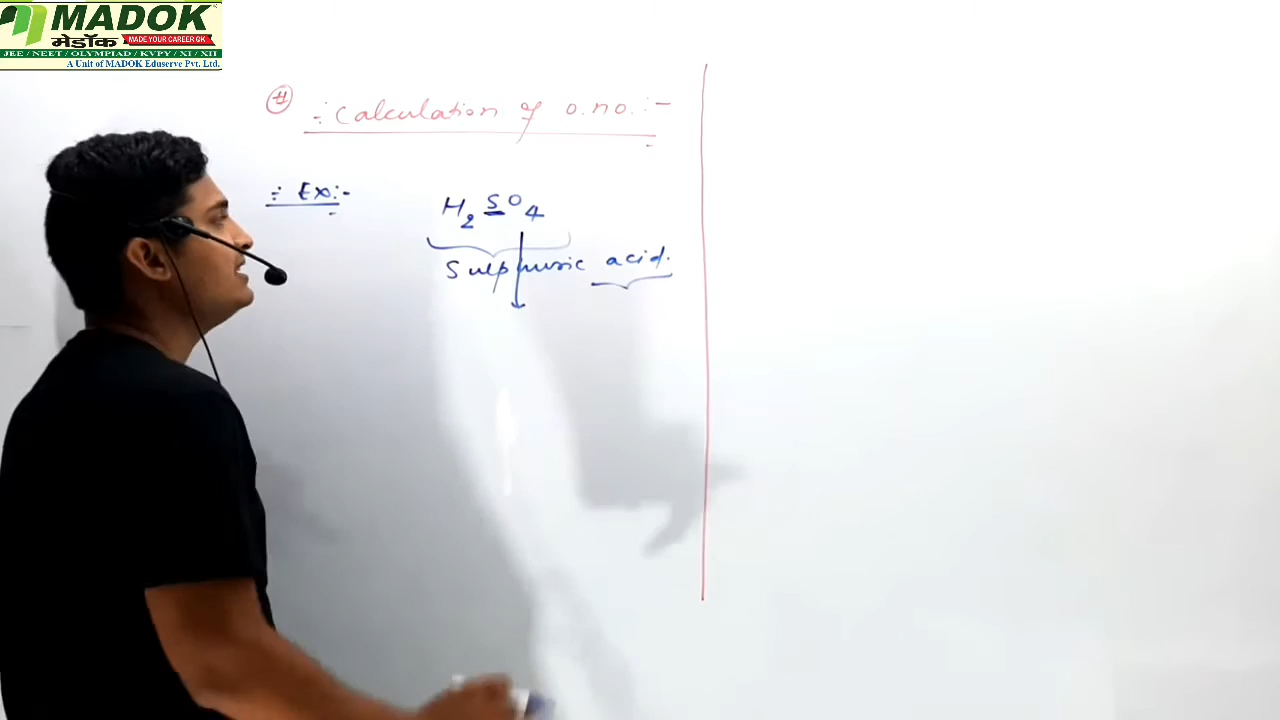 MADOK
मेडॉक MADE YOUR CAREER GK
JEE / NEET / OLYMPIAD / KVPY / XI / XII
A Unit of MADOK Eduserve Pvt. Ltd.
# ÷ Calculation of O.no. :-
÷ Ex:-
H2SO4
Sulphuric acid.